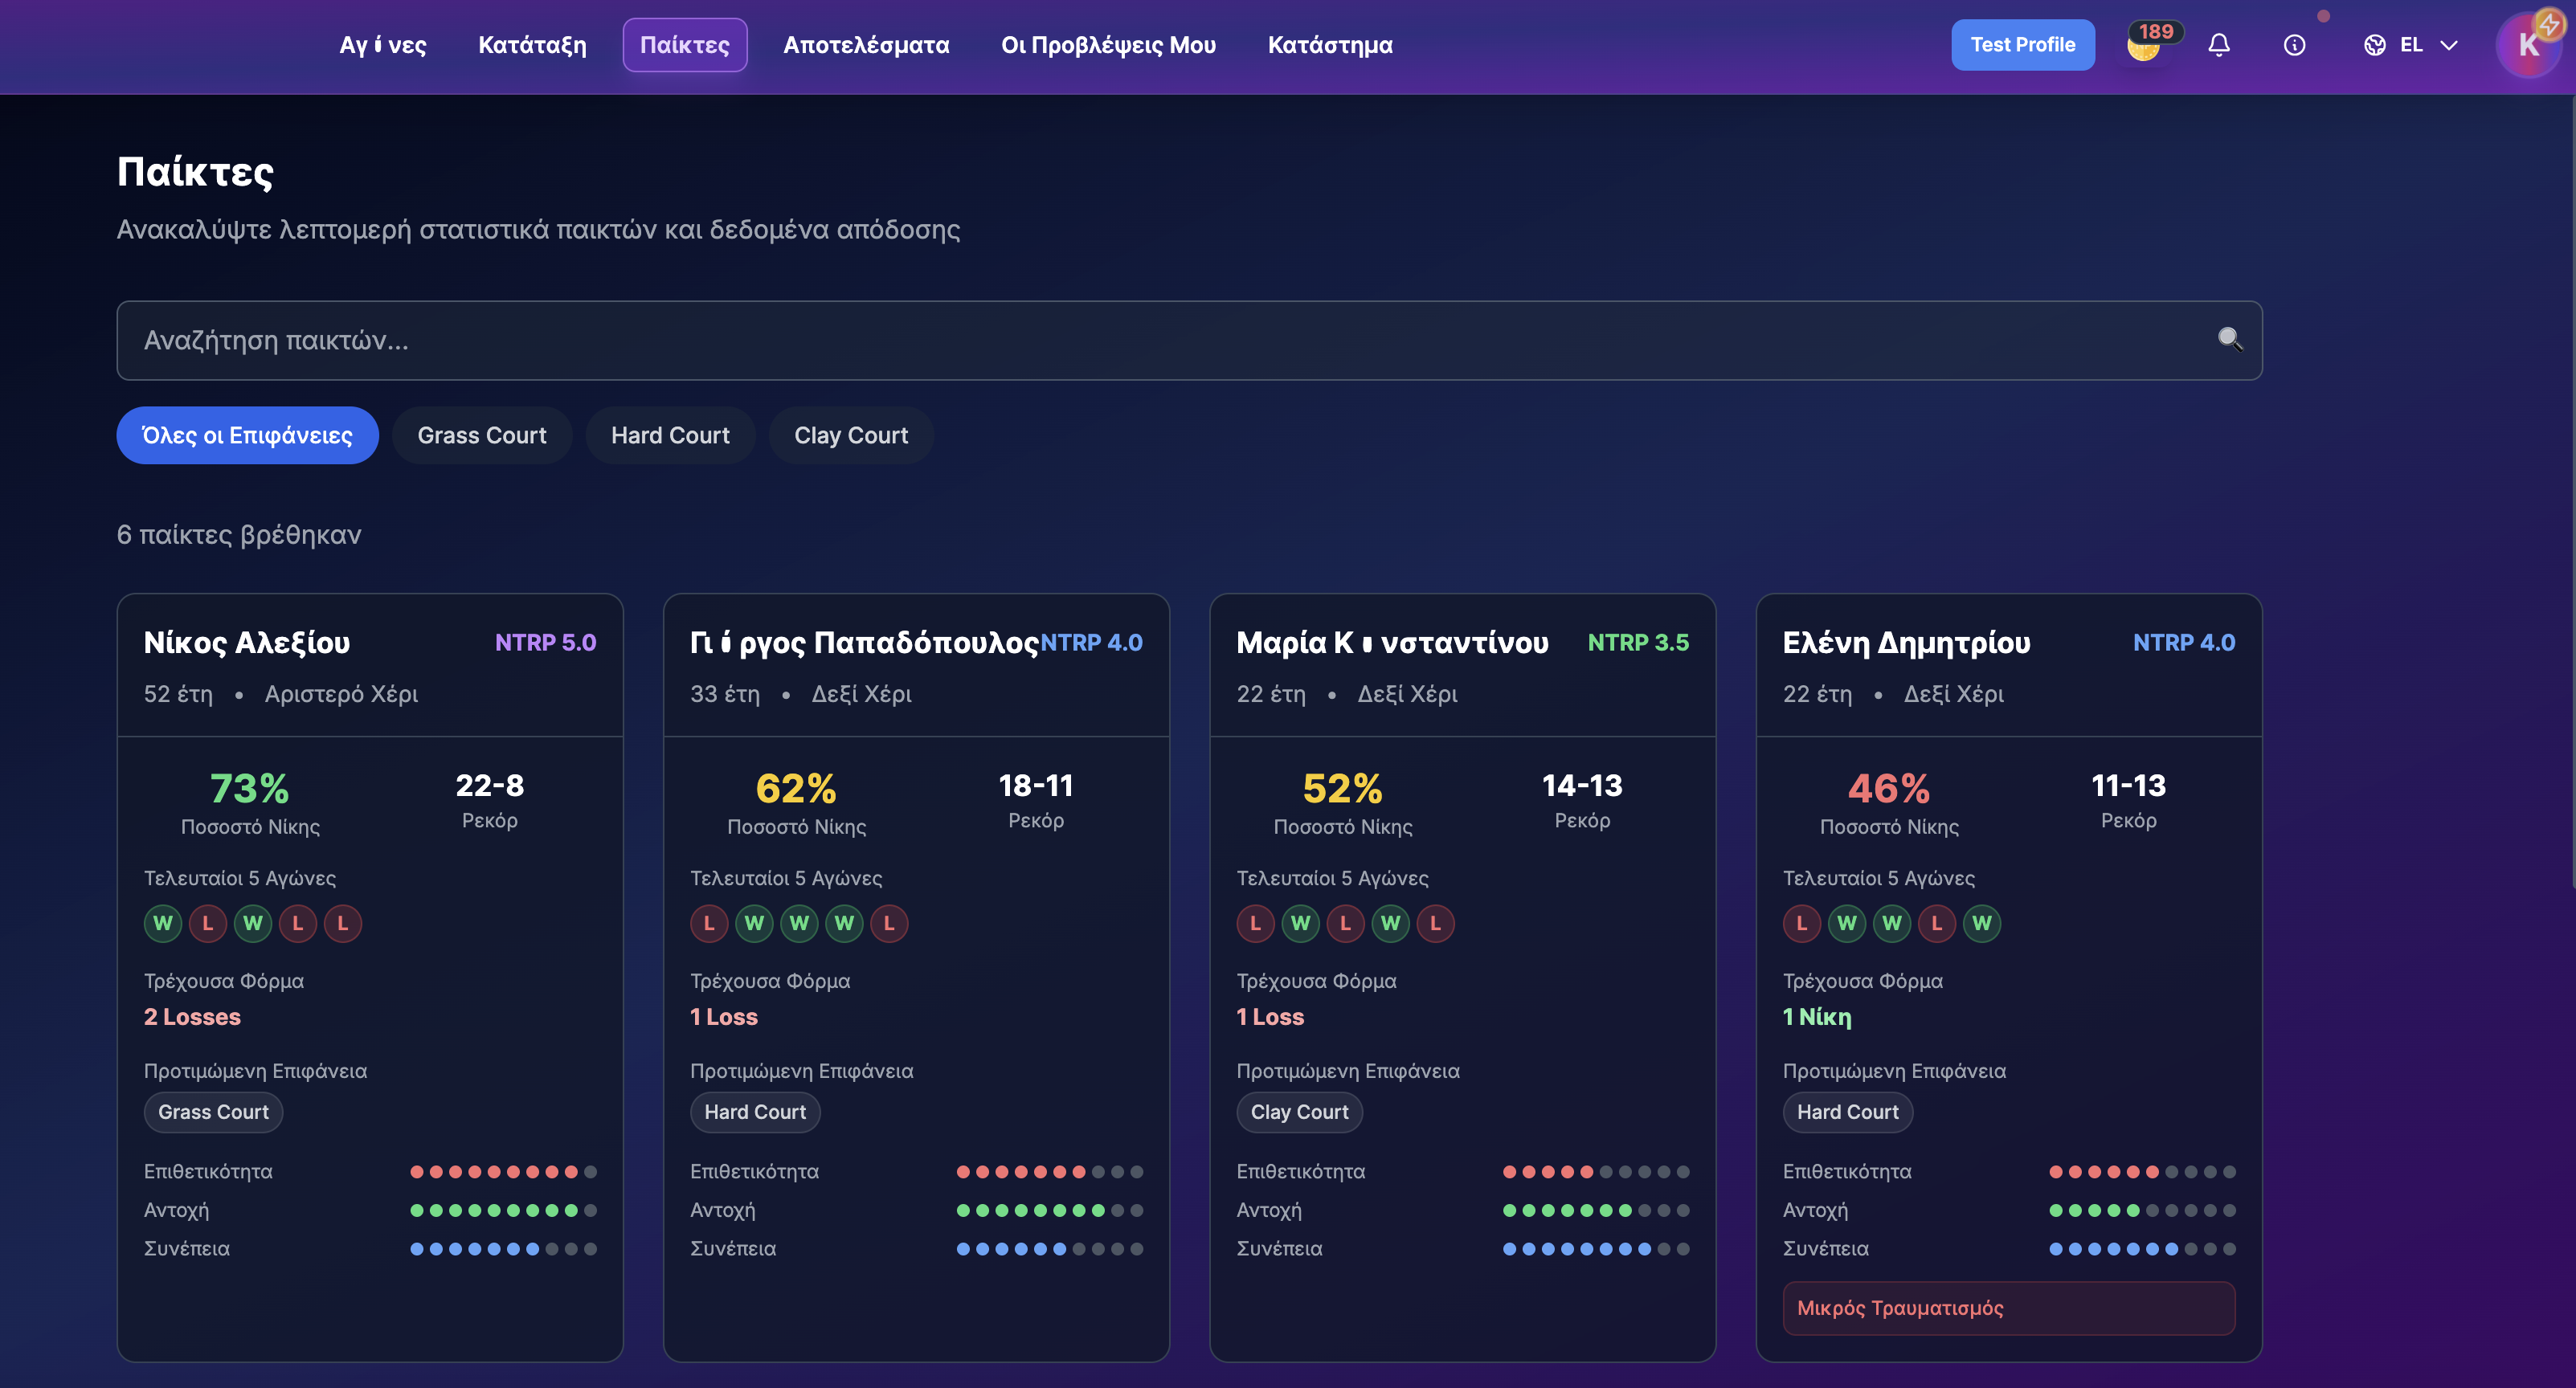 Αγώνες
Κατάταξη
Παίκτες
Αποτελέσματα
Οι Προβλέψεις Μου
Κατάστημα
Test Profile
189
EL
K
Παίκτες
Ανακαλύψτε λεπτομερή στατιστικά παικτών και δεδομένα απόδοσης
Αναζήτηση παικτών...
Όλες οι Επιφάνειες
Grass Court
Hard Court
Clay Court
6 παίκτες βρέθηκαν
Νίκος Αλεξίου
NTRP 5.0
52 έτη • Αριστερό Χέρι
73%
Ποσοστό Νίκης
22-8
Ρεκόρ
Τελευταίοι 5 Αγώνες
W L W L L
Τρέχουσα Φόρμα
2 Losses
Προτιμώμενη Επιφάνεια
Grass Court
Επιθετικότητα
Αντοχή
Συνέπεια
Γιώργος Παπαδόπουλος
NTRP 4.0
33 έτη • Δεξί Χέρι
62%
Ποσοστό Νίκης
18-11
Ρεκόρ
Τελευταίοι 5 Αγώνες
L W W W L
Τρέχουσα Φόρμα
1 Loss
Προτιμώμενη Επιφάνεια
Hard Court
Επιθετικότητα
Αντοχή
Συνέπεια
Μαρία Κωνσταντίνου
NTRP 3.5
22 έτη • Δεξί Χέρι
52%
Ποσοστό Νίκης
14-13
Ρεκόρ
Τελευταίοι 5 Αγώνες
L W L W L
Τρέχουσα Φόρμα
1 Loss
Προτιμώμενη Επιφάνεια
Clay Court
Επιθετικότητα
Αντοχή
Συνέπεια
Ελένη Δημητρίου
NTRP 4.0
22 έτη • Δεξί Χέρι
46%
Ποσοστό Νίκης
11-13
Ρεκόρ
Τελευταίοι 5 Αγώνες
L W W L W
Τρέχουσα Φόρμα
1 Νίκη
Προτιμώμενη Επιφάνεια
Hard Court
Επιθετικότητα
Αντοχή
Συνέπεια
Μικρός Τραυματισμός